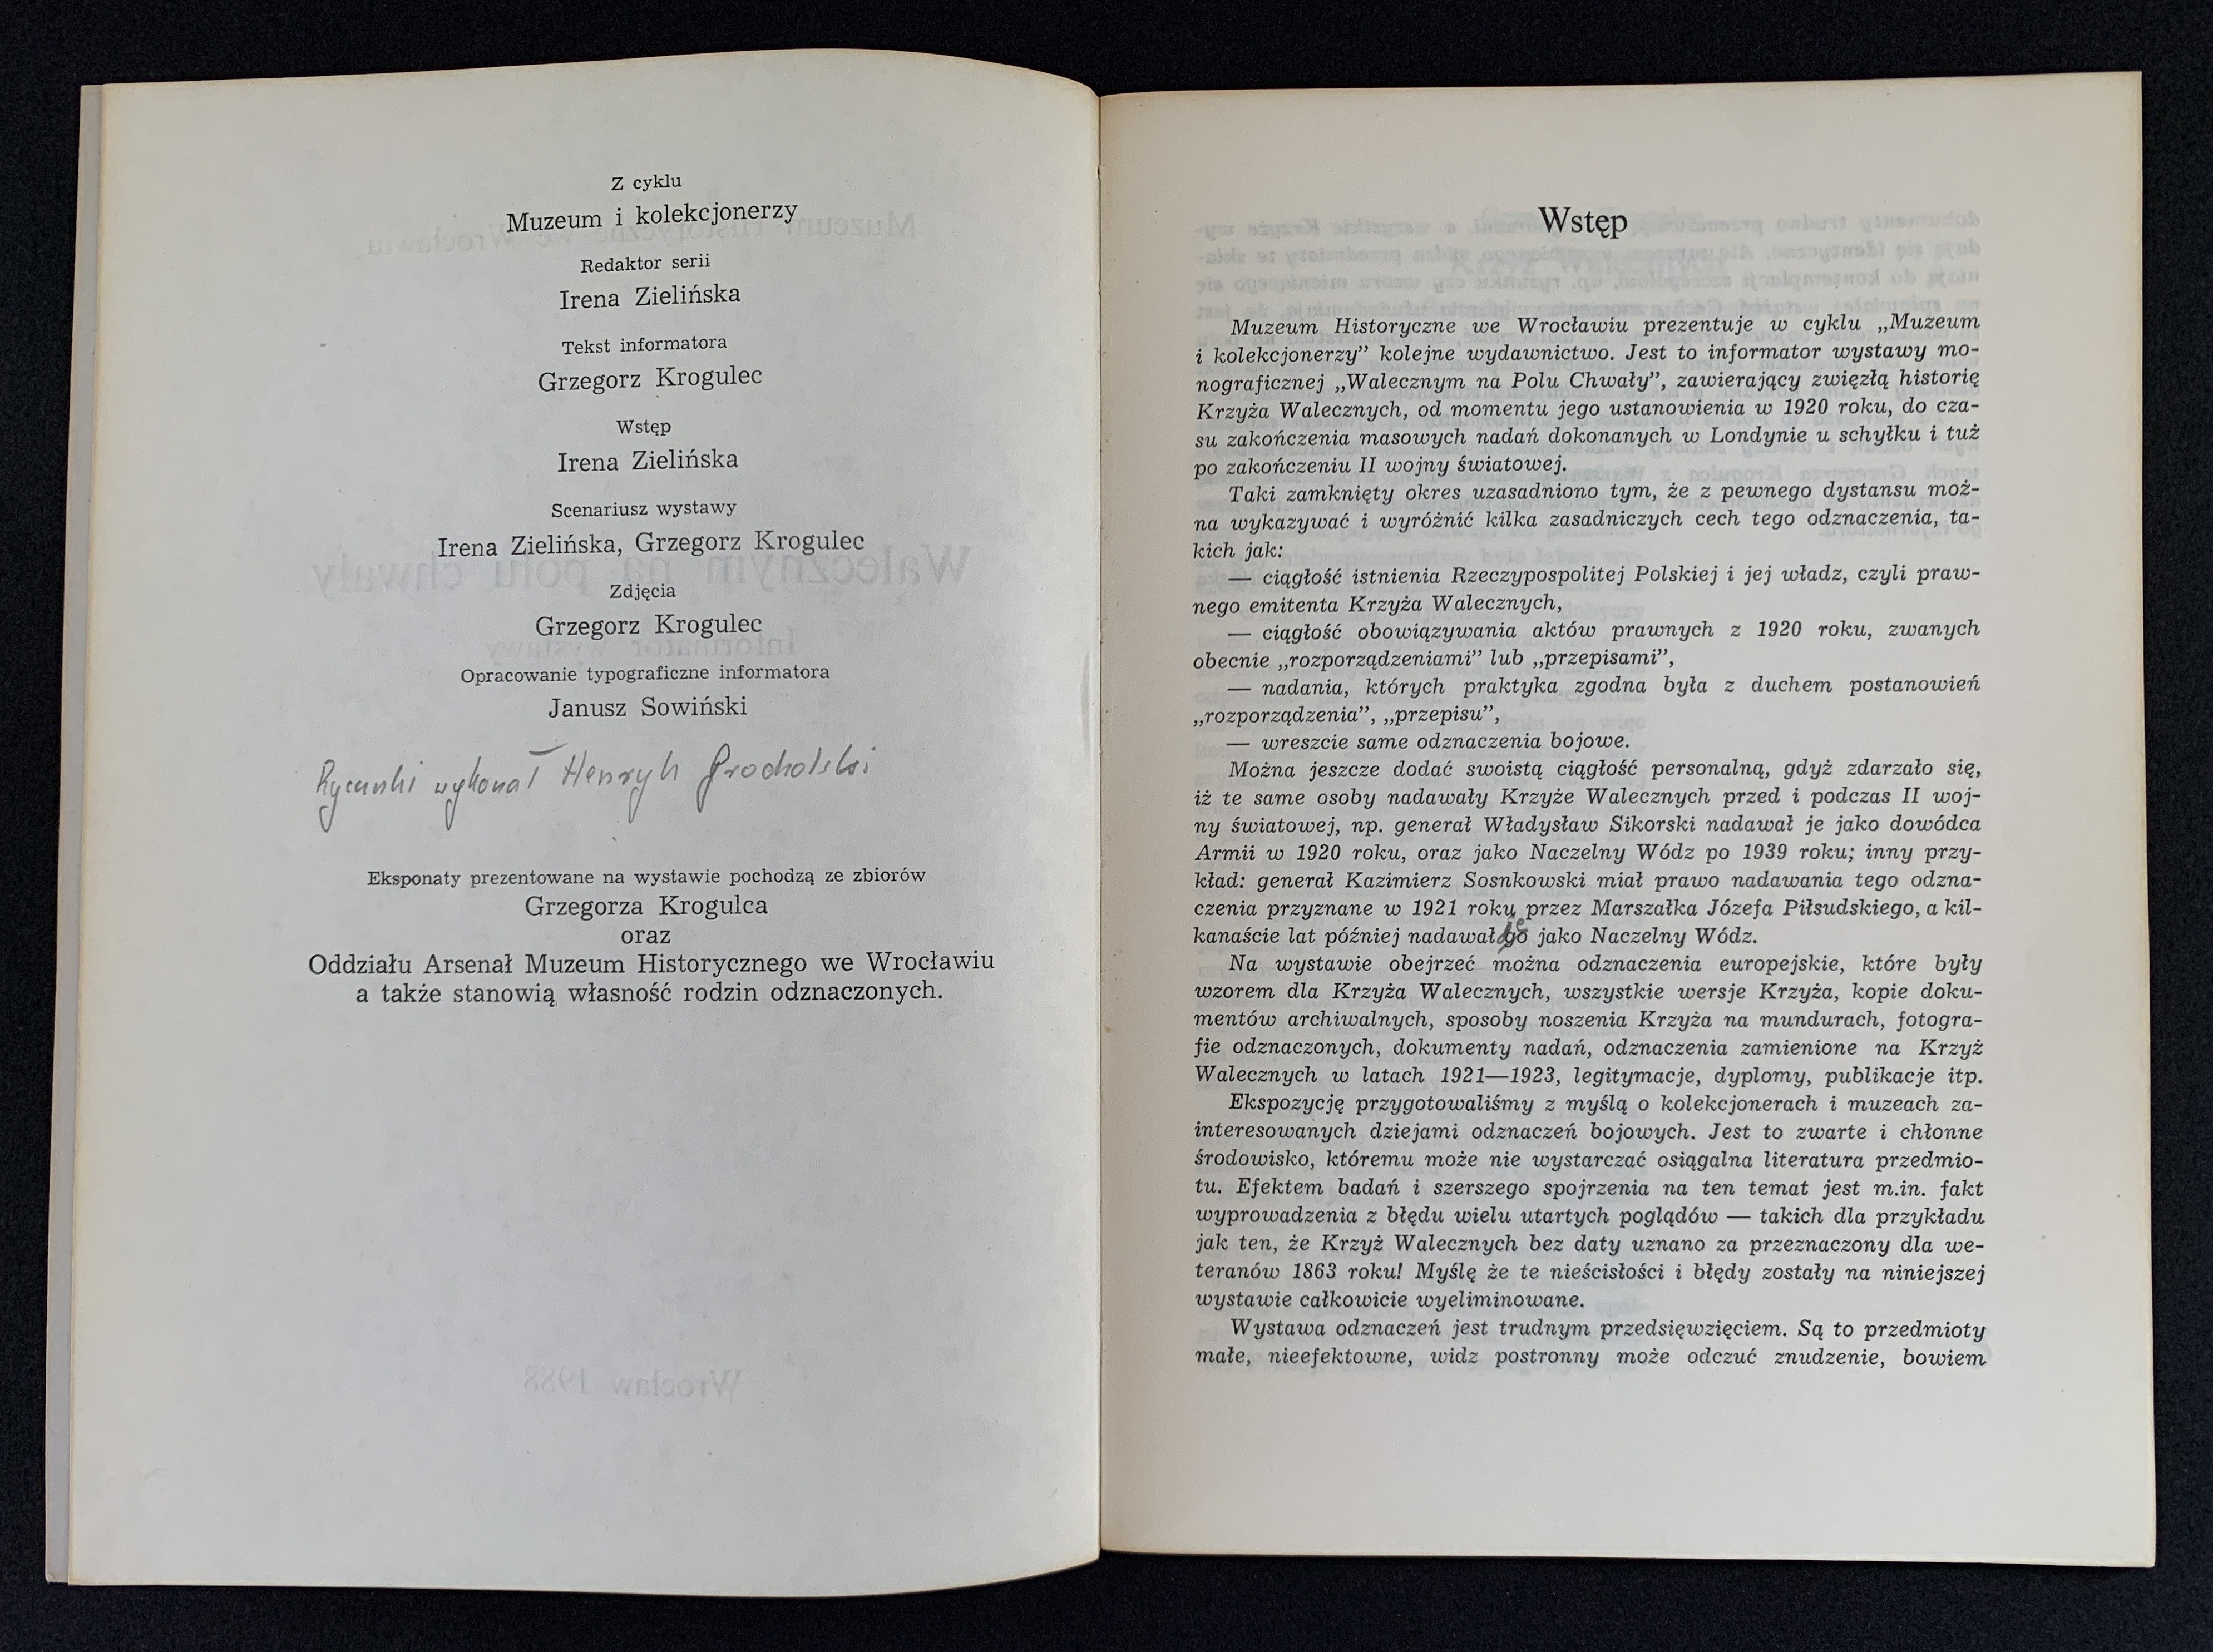 Z cyklu
Muzeum i kolekcjonerzy
Redaktor serii
Irena Zielińska
Tekst informatora
Grzegorz Krogulec
Wstęp
Irena Zielińska
Scenariusz wystawy
Irena Zielińska, Grzegorz Krogulec
Zdjęcia
Grzegorz Krogulec
Opracowanie typograficzne informatora
Janusz Sowiński
Rysunki wykonał Henryk Grocholski
Eksponaty prezentowane na wystawie pochodzą ze zbiorów
Grzegorza Krogulca
oraz
Oddziału Arsenał Muzeum Historycznego we Wrocławiu
a także stanowią własność rodzin odznaczonych.
Wstęp
Muzeum Historyczne we Wrocławiu prezentuje w cyklu „Muzeum
i kolekcjonerzy” kolejne wydawnictwo. Jest to informator wystawy mo-
nograficznej „Walecznym na Polu Chwały”, zawierający zwięzłą historię
Krzyża Walecznych, od momentu jego ustanowienia w 1920 roku, do cza-
su zakończenia masowych nadań dokonanych w Londynie u schyłku i tuż
po zakończeniu II wojny światowej.
Taki zamknięty okres uzasadniono tym, że z pewnego dystansu moż-
na wykazywać i wyróżnić kilka zasadniczych cech tego odznaczenia, ta-
kich jak:
— ciągłość istnienia Rzeczypospolitej Polskiej i jej władz, czyli praw-
nego emitenta Krzyża Walecznych,
— ciągłość obowiązywania aktów prawnych z 1920 roku, zwanych
obecnie „rozporządzeniami” lub „przepisami”,
— nadania, których praktyka zgodna była z duchem postanowień
„rozporządzenia”, „przepisu”,
— wreszcie same odznaczenia bojowe.
Można jeszcze dodać swoistą ciągłość personalną, gdyż zdarzało się,
iż te same osoby nadawały Krzyże Walecznych przed i podczas II woj-
ny światowej, np. generał Władysław Sikorski nadawał je jako dowódca
Armii w 1920 roku, oraz jako Naczelny Wódz po 1939 roku; inny przy-
kład: generał Kazimierz Sosnkowski miał prawo nadawania tego odzna-
czenia przyznane w 1921 roku przez Marszałka Józefa Piłsudskiego, a kil-
je
kanaście lat później nadawał go jako Naczelny Wódz.
Na wystawie obejrzeć można odznaczenia europejskie, które były
wzorem dla Krzyża Walecznych, wszystkie wersje Krzyża, kopie doku-
mentów archiwalnych, sposoby noszenia Krzyża na mundurach, fotogra-
fie odznaczonych, dokumenty nadań, odznaczenia zamienione na Krzyż
Walecznych w latach 1921—1923, legitymacje, dyplomy, publikacje itp.
Ekspozycję przygotowaliśmy z myślą o kolekcjonerach i muzeach za-
interesowanych dziejami odznaczeń bojowych. Jest to zwarte i chłonne
środowisko, któremu może nie wystarczać osiągalna literatura przedmio-
tu. Efektem badań i szerszego spojrzenia na ten temat jest m.in. fakt
wyprowadzenia z błędu wielu utartych poglądów — takich dla przykładu
jak ten, że Krzyż Walecznych bez daty uznano za przeznaczony dla we-
teranów 1863 roku! Myślę że te nieścisłości i błędy zostały na niniejszej
wystawie całkowicie wyeliminowane.
Wystawa odznaczeń jest trudnym przedsięwzięciem. Są to przedmioty
małe, nieefektowne, widz postronny może odczuć znudzenie, bowiem